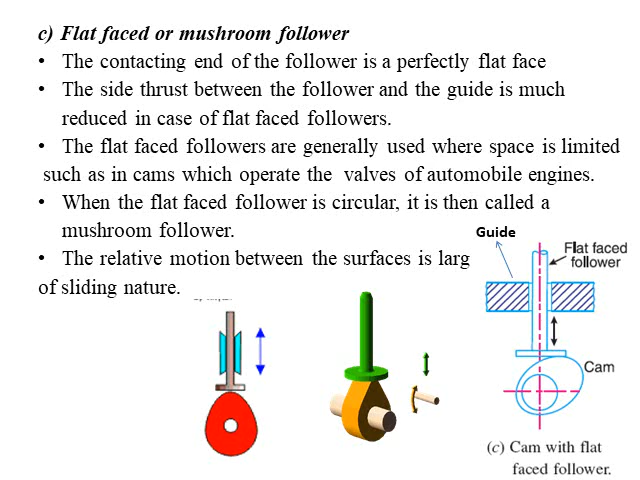 c) Flat faced or mushroom follower
• The contacting end of the follower is a perfectly flat face
• The side thrust between the follower and the guide is much
reduced in case of flat faced followers.
• The flat faced followers are generally used where space is limited
such as in cams which operate the valves of automobile engines.
• When the flat faced follower is circular, it is then called a
mushroom follower.
• The relative motion between the surfaces is larg
of sliding nature.
Guide
Flat faced
follower
Cam
(c) Cam with flat
faced follower.